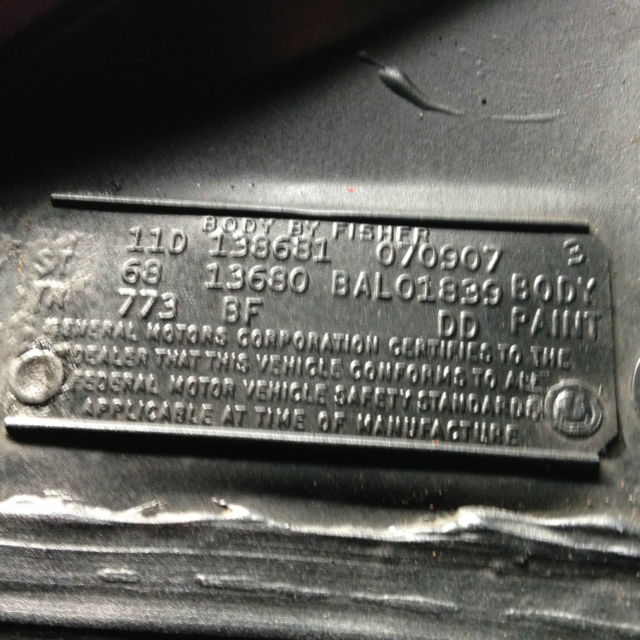 BODY BY FISHER
11D 138681 070907 3
ST 68 13680 BAL01839 BODY
TR 773 BF DD PAINT
GENERAL MOTORS CORPORATION CERTIFIES TO THE
DEALER THAT THIS VEHICLE CONFORMS TO ALL
FEDERAL MOTOR VEHICLE SAFETY STANDARDS
APPLICABLE AT TIME OF MANUFACTURE